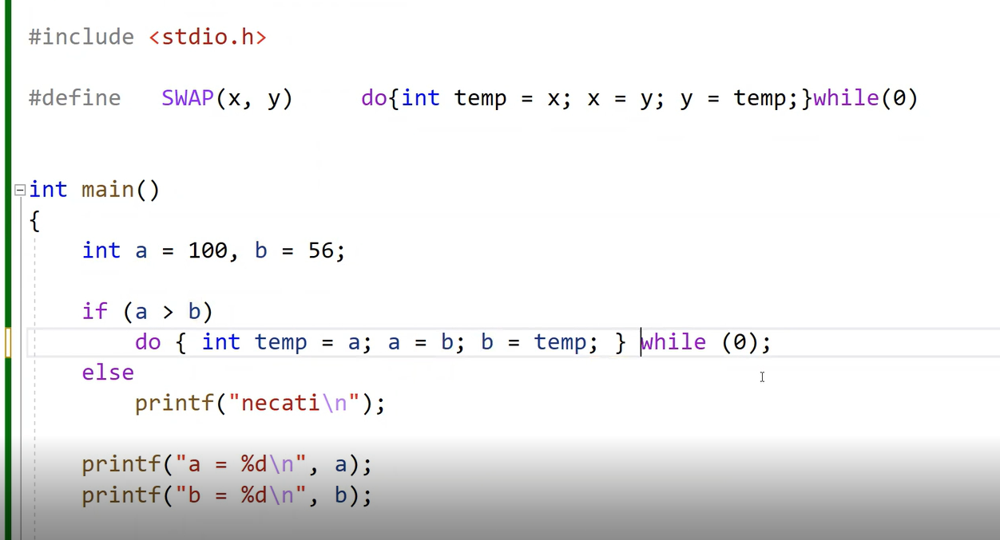 #include <stdio.h>
#define SWAP(x, y) do{int temp = x; x = y; y = temp;}while(0)
int main()
{
int a = 100, b = 56;
if (a > b)
do { int temp = a; a = b; b = temp; } while (0);
else
printf("necati\n");
printf("a = %d\n", a);
printf("b = %d\n", b);